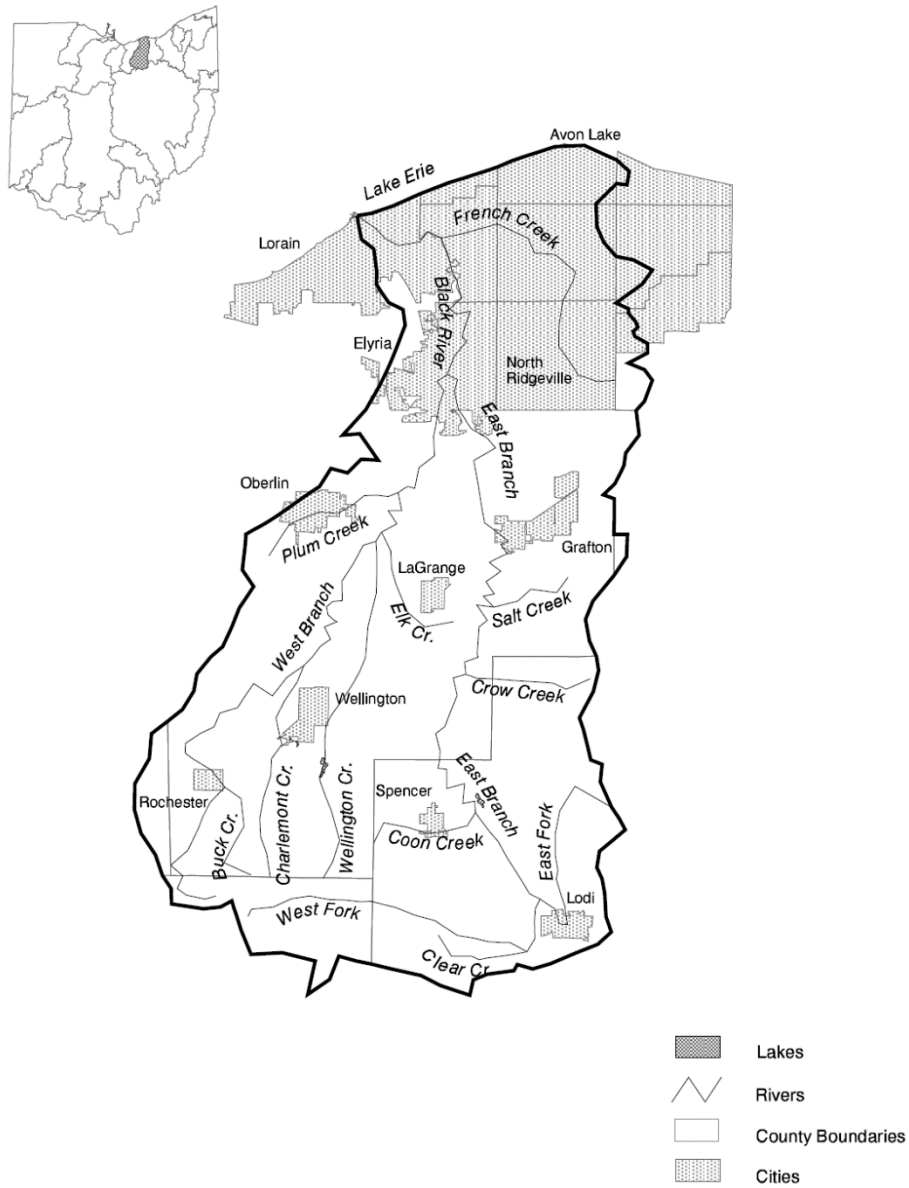 Avon Lake
Lake Erie
French Creek
Lorain
Black River
Elyria
North
Ridgeville
East Branch
Oberlin
Plum Creek
Grafton
LaGrange
Elk Cr.
Salt Creek
West Branch
Crow Creek
Wellington
East Branch
Spencer
Rochester
Buck Cr.
Charlemont Cr.
Wellington Cr.
Coon Creek
East Fork
Lodi
West Fork
Clear Cr.
Lakes
Rivers
County Boundaries
Cities